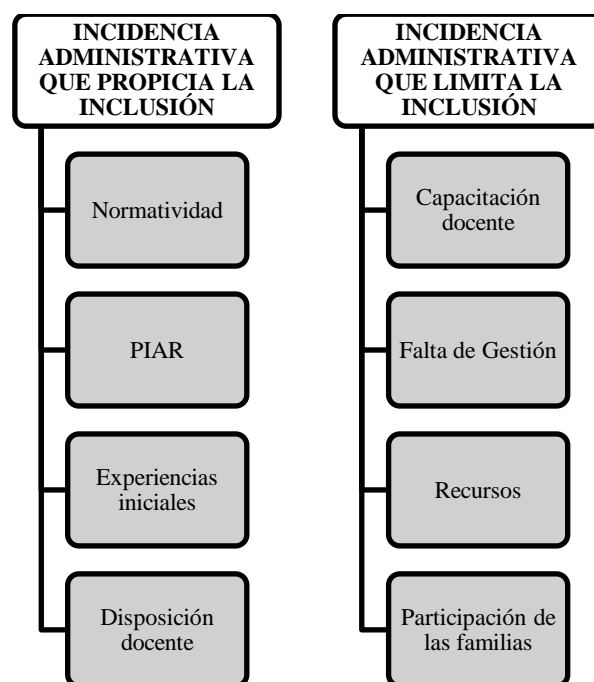 INCIDENCIA
ADMINISTRATIVA
QUE PROPICIA LA
INCLUSIÓN
Normatividad
PIAR
Experiencias
iniciales
Disposición
docente
INCIDENCIA
ADMINISTRATIVA
QUE LIMITA LA
INCLUSIÓN
Capacitación
docente
Falta de Gestión
Recursos
Participación de
las familias